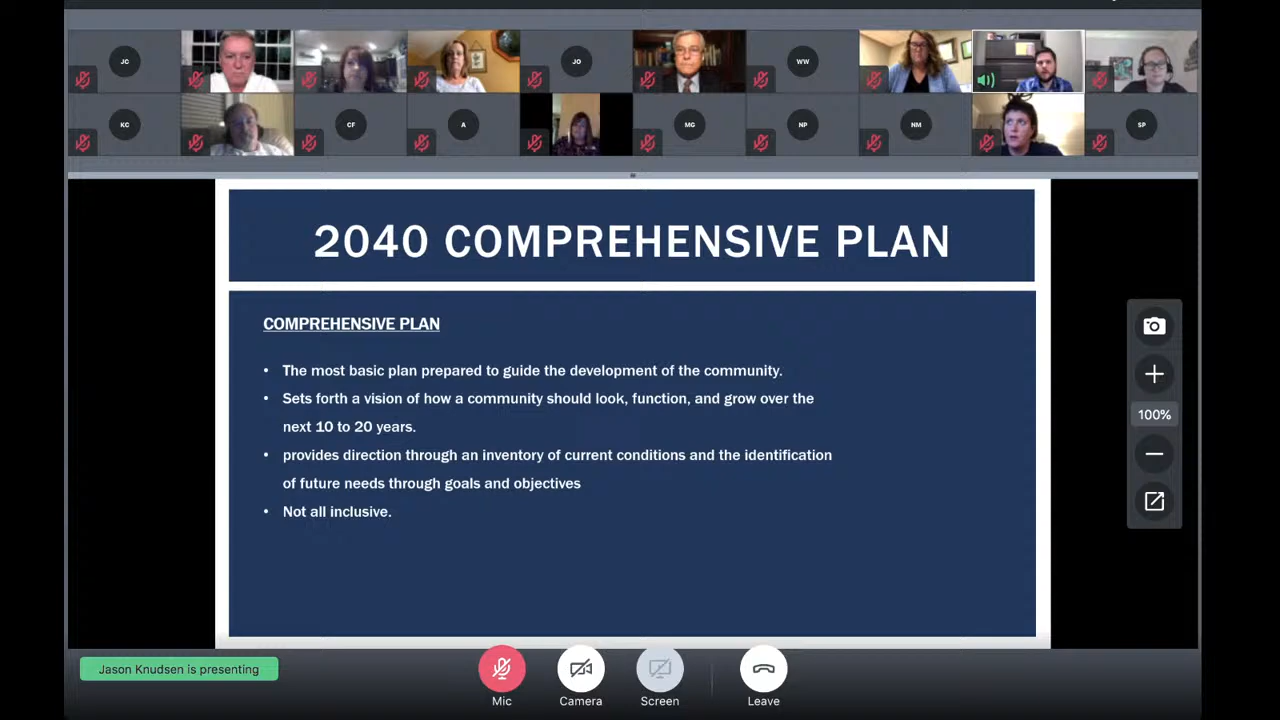 JC
JO
WW
KC
CF
A
MG
NP
NM
SP
2040 COMPREHENSIVE PLAN
COMPREHENSIVE PLAN
• The most basic plan prepared to guide the development of the community.
• Sets forth a vision of how a community should look, function, and grow over the
next 10 to 20 years.
• provides direction through an inventory of current conditions and the identification
of future needs through goals and objectives
• Not all inclusive.
100%
Jason Knudsen is presenting
Mic
Camera
Screen
Leave